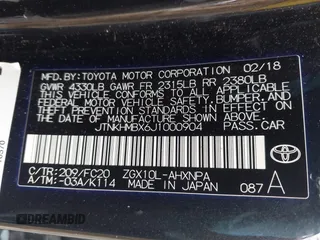 MFD. BY: TOYOTA MOTOR CORPORATION 02/18
GVWR 4330LB GAWR FR 2315LB RR 2380LB
THIS VEHICLE CONFORMS TO ALL APPLICABLE
FEDERAL MOTOR VEHICLE SAFETY, BUMPER, AND
THEFT PREVENTION STANDARDS IN EFFECT ON
THE DATE OF MANUFACTURE SHOWN ABOVE.
JTNKHMBX6J1000904 PASS. CAR
C/TR: 209/FC20 ZGX10L-AHXNPA
A/TM: -03A/K114 MADE IN JAPAN 087 A
TOYOTA
DREAMBID